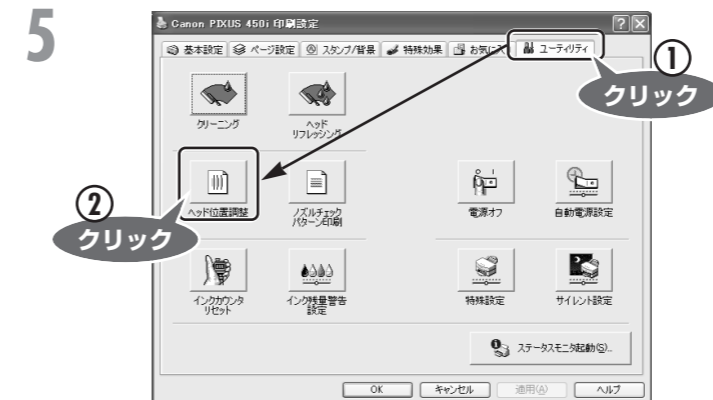 5
Canon PIXUS 450i 印刷設定
基本設定 ページ設定 スタンプ/背景 特殊効果 お気に入 ユーティリティ
①
クリック
クリーニング
ヘッド
リフレッシング
②
クリック
ヘッド位置調整
ノズルチェック
パターン印刷
電源オフ
自動電源設定
インクカウンタ
リセット
インク残量警告
設定
特殊設定
サイレント設定
ステータスモニタ起動(S)...
OK キャンセル 適用(A) ヘルプ